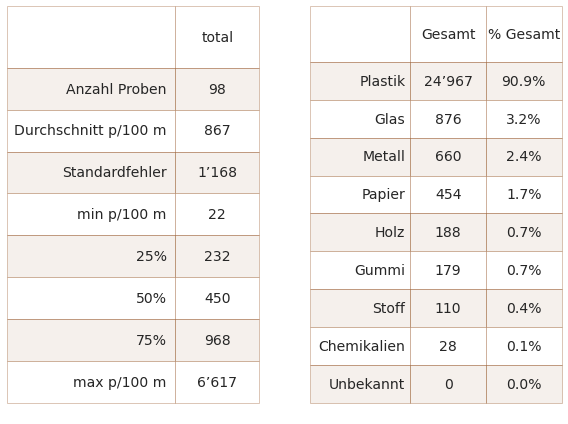 total
Anzahl Proben 98
Durchschnitt p/100 m 867
Standardfehler 1’168
min p/100 m 22
25% 232
50% 450
75% 968
max p/100 m 6’617
Gesamt % Gesamt
Plastik 24’967 90.9%
Glas 876 3.2%
Metall 660 2.4%
Papier 454 1.7%
Holz 188 0.7%
Gummi 179 0.7%
Stoff 110 0.4%
Chemikalien 28 0.1%
Unbekannt 0 0.0%